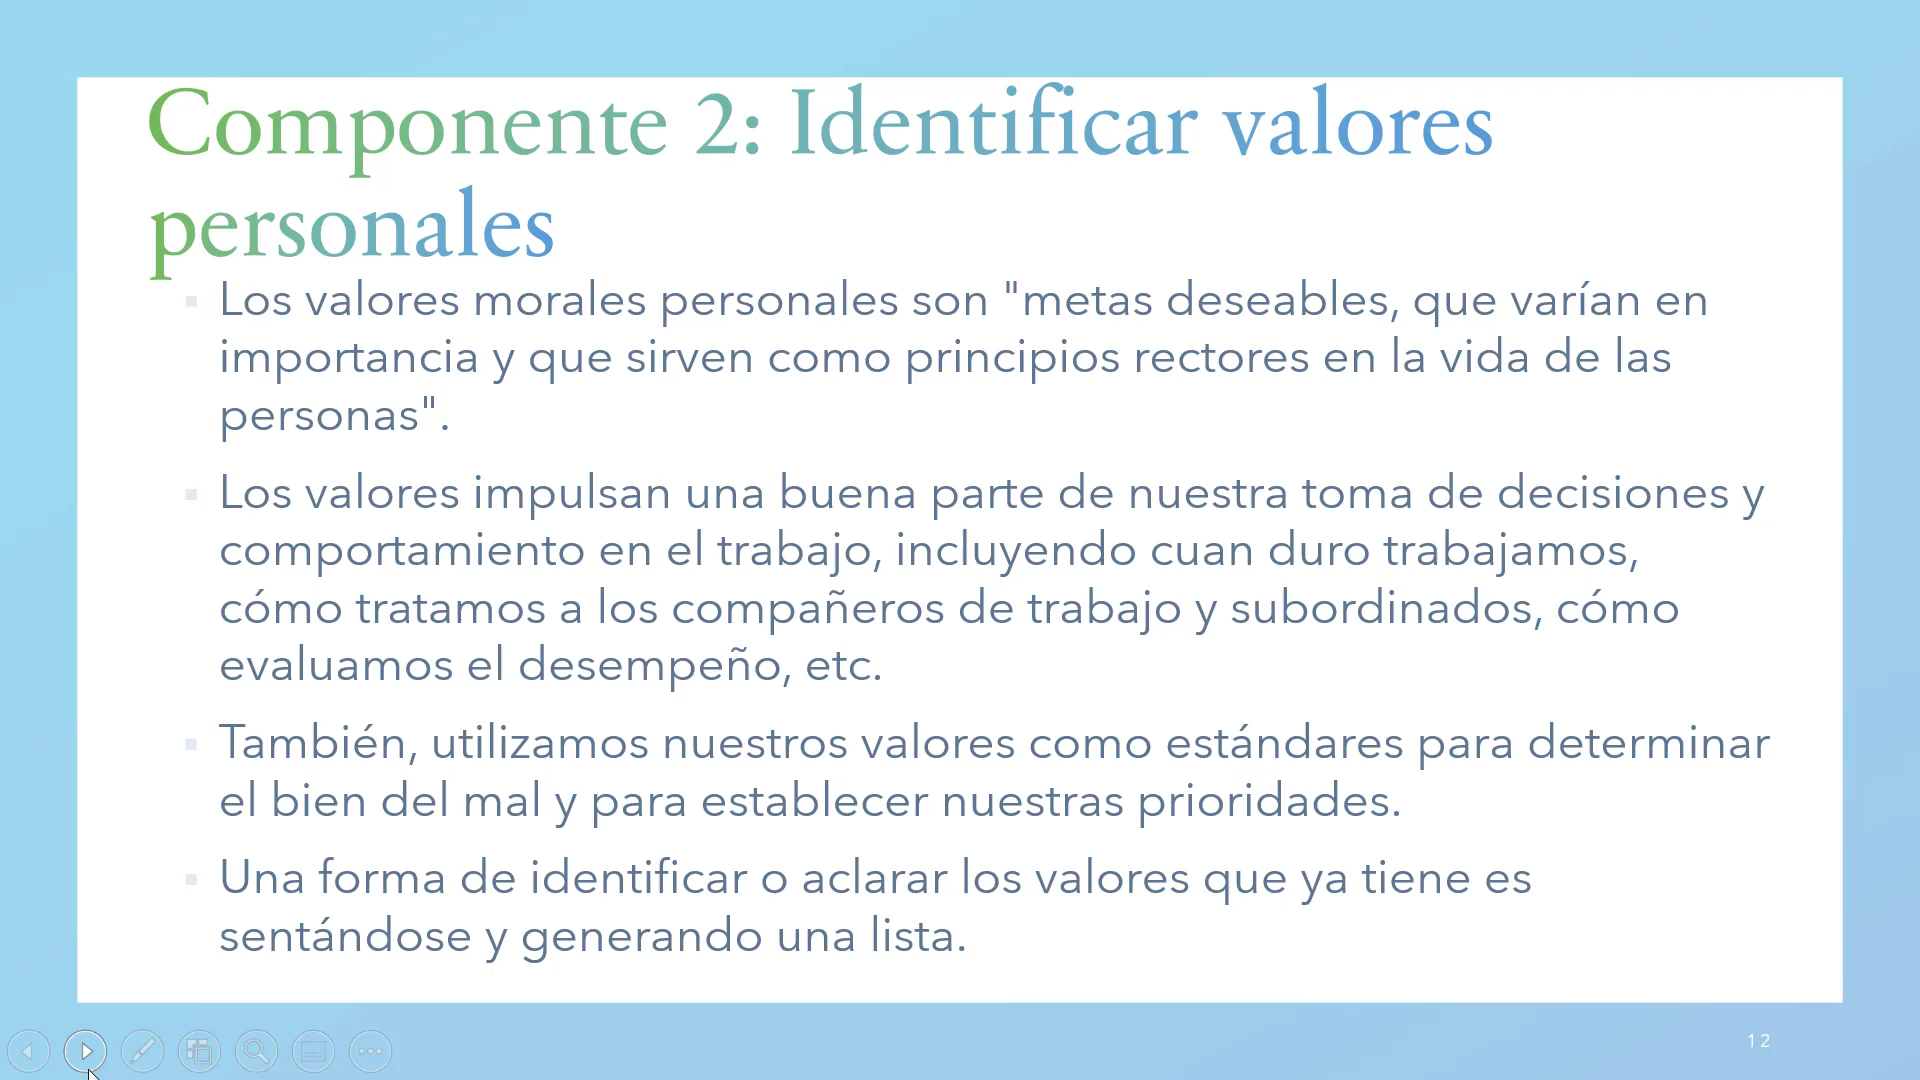 Componente 2: Identificar valores
personales
Los valores morales personales son "metas deseables, que varían en
importancia y que sirven como principios rectores en la vida de las
personas".
Los valores impulsan una buena parte de nuestra toma de decisiones y
comportamiento en el trabajo, incluyendo cuan duro trabajamos,
cómo tratamos a los compañeros de trabajo y subordinados, cómo
evaluamos el desempeño, etc.
También, utilizamos nuestros valores como estándares para determinar
el bien del mal y para establecer nuestras prioridades.
Una forma de identificar o aclarar los valores que ya tiene es
sentándose y generando una lista.
12